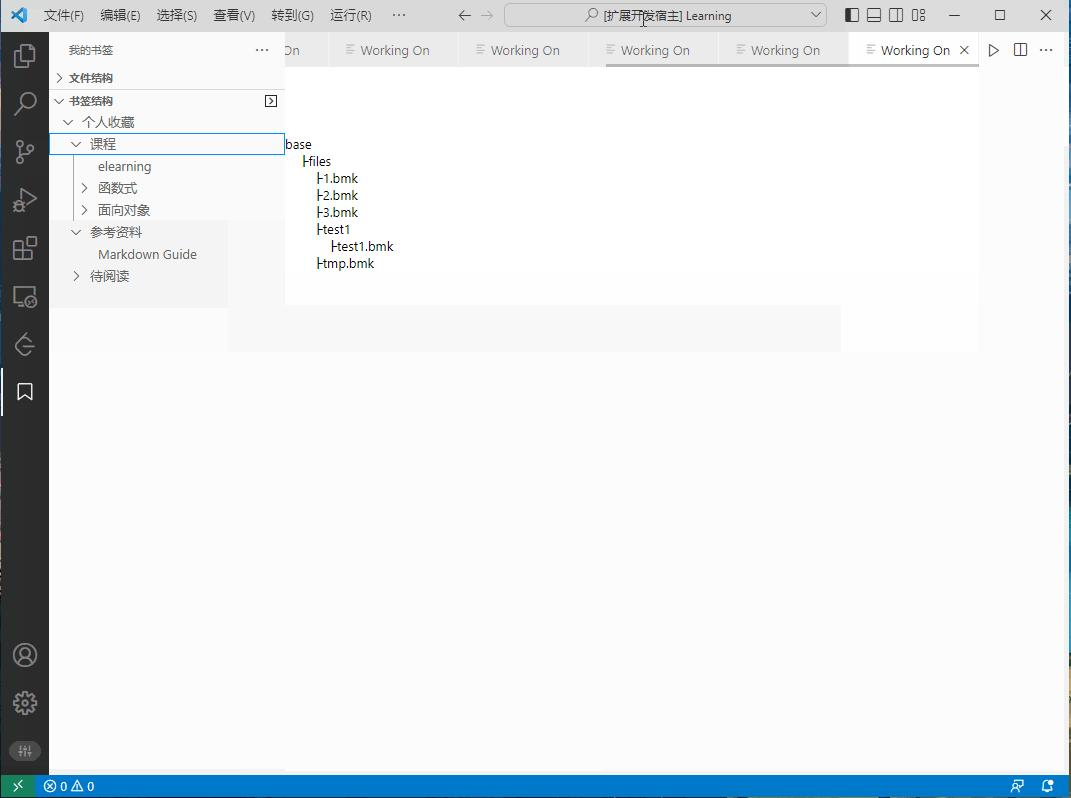 文件(F) 编辑(E) 选择(S) 查看(V) 转到(G) 运行(R) ··· [扩展开发宿主] Learning
我的书签 ··· On Working On Working On Working On Working On Working On ···
文件结构
书签结构
个人收藏
课程
elearning
函数式
面向对象
参考资料
Markdown Guide
待阅读
base
├files
├1.bmk
├2.bmk
├3.bmk
├test1
├test1.bmk
├tmp.bmk
0 0